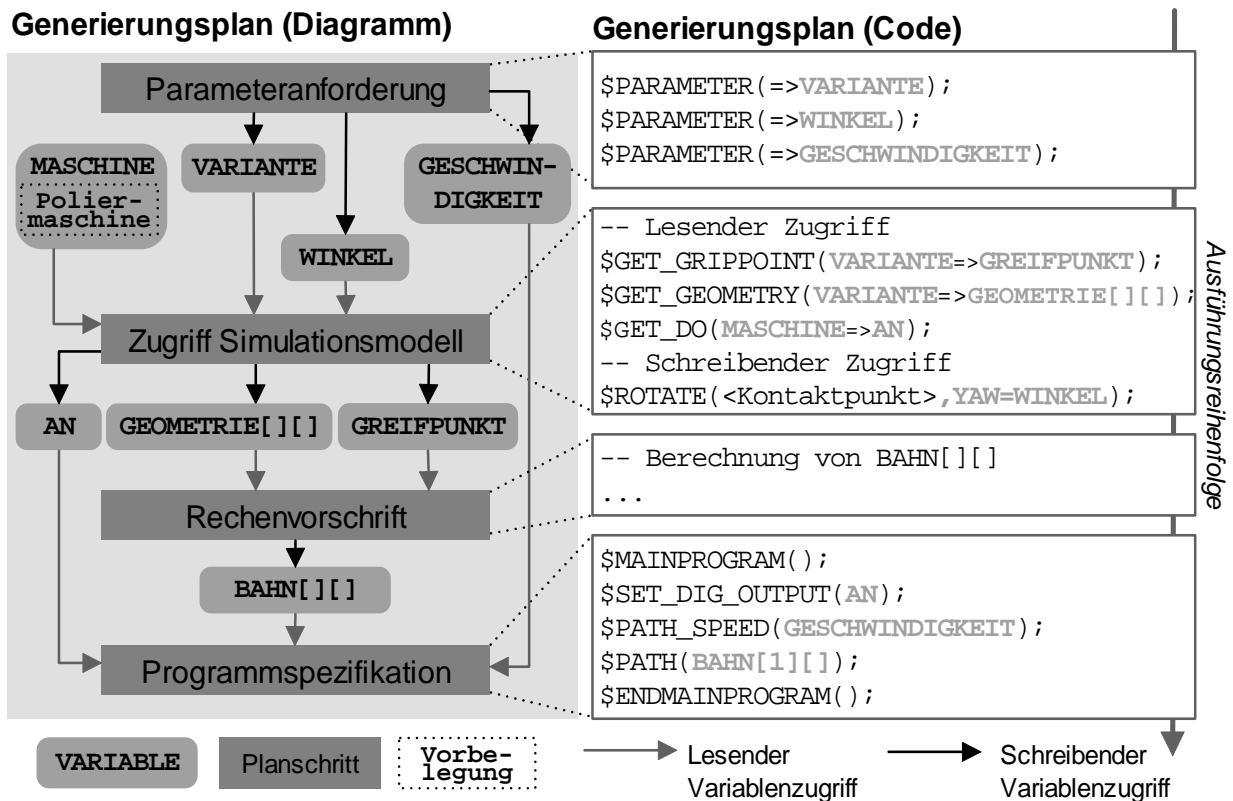 Generierungsplan (Diagramm)
Parameteranforderung
MASCHINE
Polier-
maschine
VARIANTE
GESCHWIN-
DIGKEIT
WINKEL
Zugriff Simulationsmodell
AN
GEOMETRIE[][]
GREIFPUNKT
Rechenvorschrift
BAHN[][]
Programmspezifikation
Generierungsplan (Code)
$PARAMETER(=>VARIANTE);
$PARAMETER(=>WINKEL);
$PARAMETER(=>GESCHWINDIGKEIT);
-- Lesender Zugriff
$GET_GRIPPOINT(VARIANTE=>GREIFPUNKT);
$GET_GEOMETRY(VARIANTE=>GEOMETRIE[][]);
$GET_DO(MASCHINE=>AN);
-- Schreibender Zugriff
$ROTATE(<Kontaktpunkt>,YAW=WINKEL);
-- Berechnung von BAHN[][]
...
$MAINPROGRAM();
$SET_DIG_OUTPUT(AN);
$PATH_SPEED(GESCHWINDIGKEIT);
$PATH(BAHN[1][]);
$ENDMAINPROGRAM();
Ausführungsreihenfolge
VARIABLE
Planschritt
Vorbe-
legung
Lesender
Variablenzugriff
Schreibender
Variablenzugriff